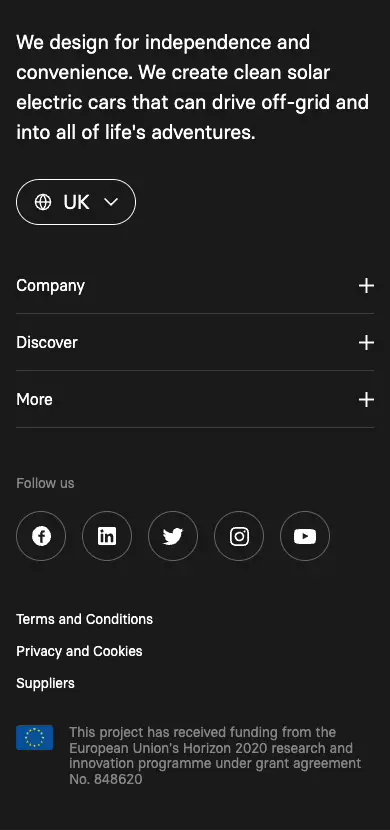 We design for independence and
convenience. We create clean solar
electric cars that can drive off-grid and
into all of life's adventures.
UK
Company
Discover
More
Follow us
Terms and Conditions
Privacy and Cookies
Suppliers
This project has received funding from the
European Union's Horizon 2020 research and
innovation programme under grant agreement
No. 848620